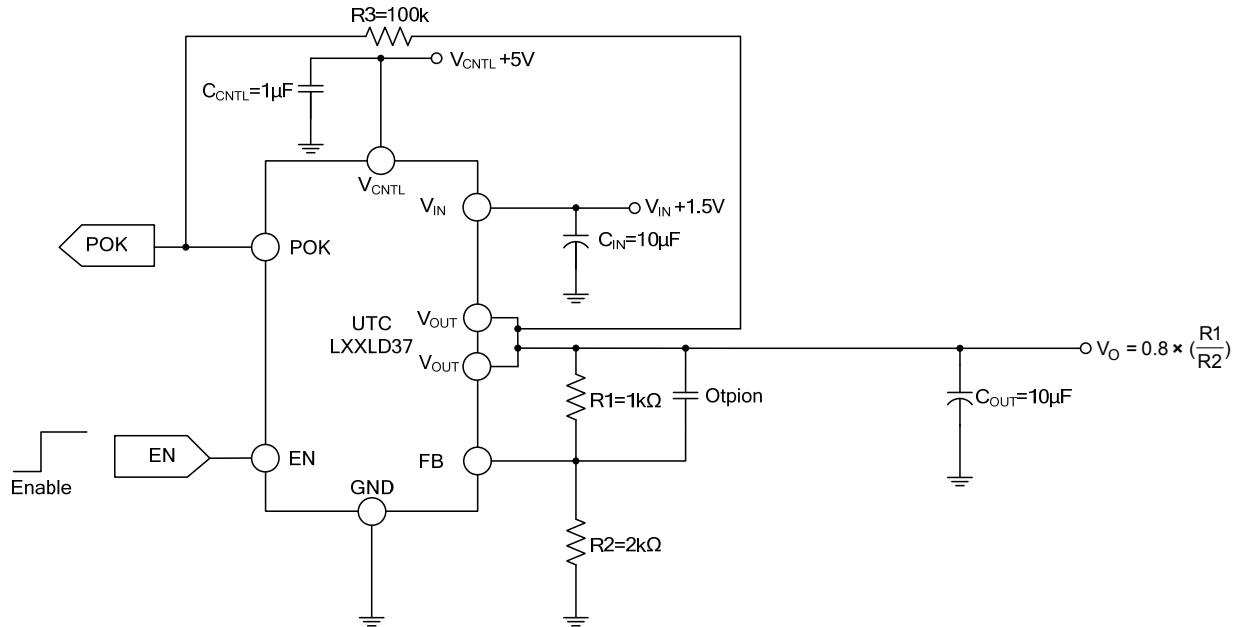 R3=100k
VCNTL +5V
CCNTL=1µF
VCNTL
VIN
VIN +1.5V
CIN=10µF
POK
POK
UTC
LXXLD37
VOUT
VOUT
VO = 0.8 × (R1/R2)
R1=1kΩ
Otpion
COUT=10µF
EN
EN
FB
Enable
GND
R2=2kΩ